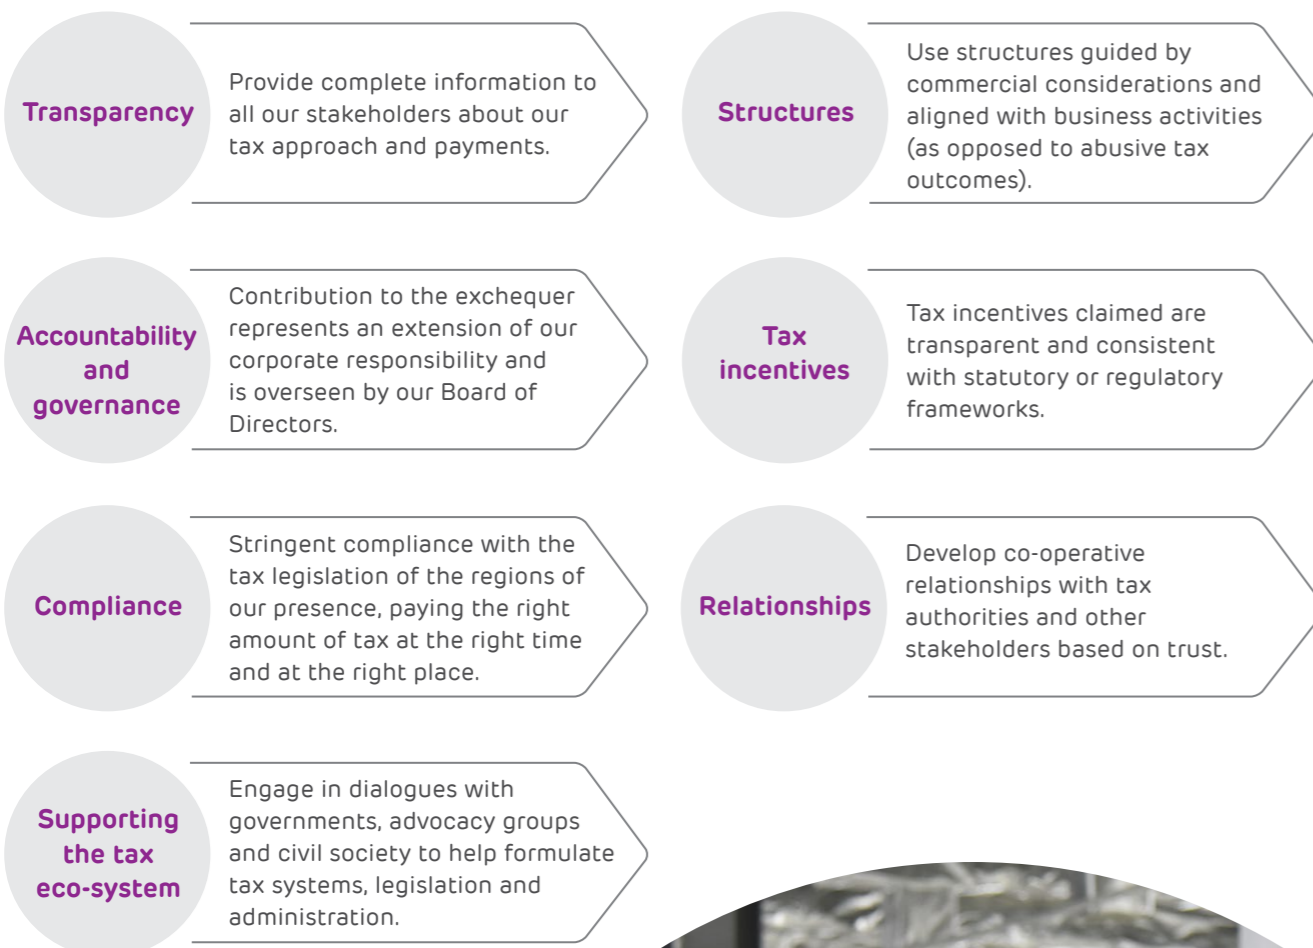 Transparency
Provide complete information to
all our stakeholders about our
tax approach and payments.
Accountability
and
governance
Contribution to the exchequer
represents an extension of our
corporate responsibility and
is overseen by our Board of
Directors.
Compliance
Stringent compliance with the
tax legislation of the regions of
our presence, paying the right
amount of tax at the right time
and at the right place.
Supporting
the tax
eco-system
Engage in dialogues with
governments, advocacy groups
and civil society to help formulate
tax systems, legislation and
administration.
Structures
Use structures guided by
commercial considerations and
aligned with business activities
(as opposed to abusive tax
outcomes).
Tax
incentives
Tax incentives claimed are
transparent and consistent
with statutory or regulatory
frameworks.
Relationships
Develop co-operative
relationships with tax
authorities and other
stakeholders based on trust.